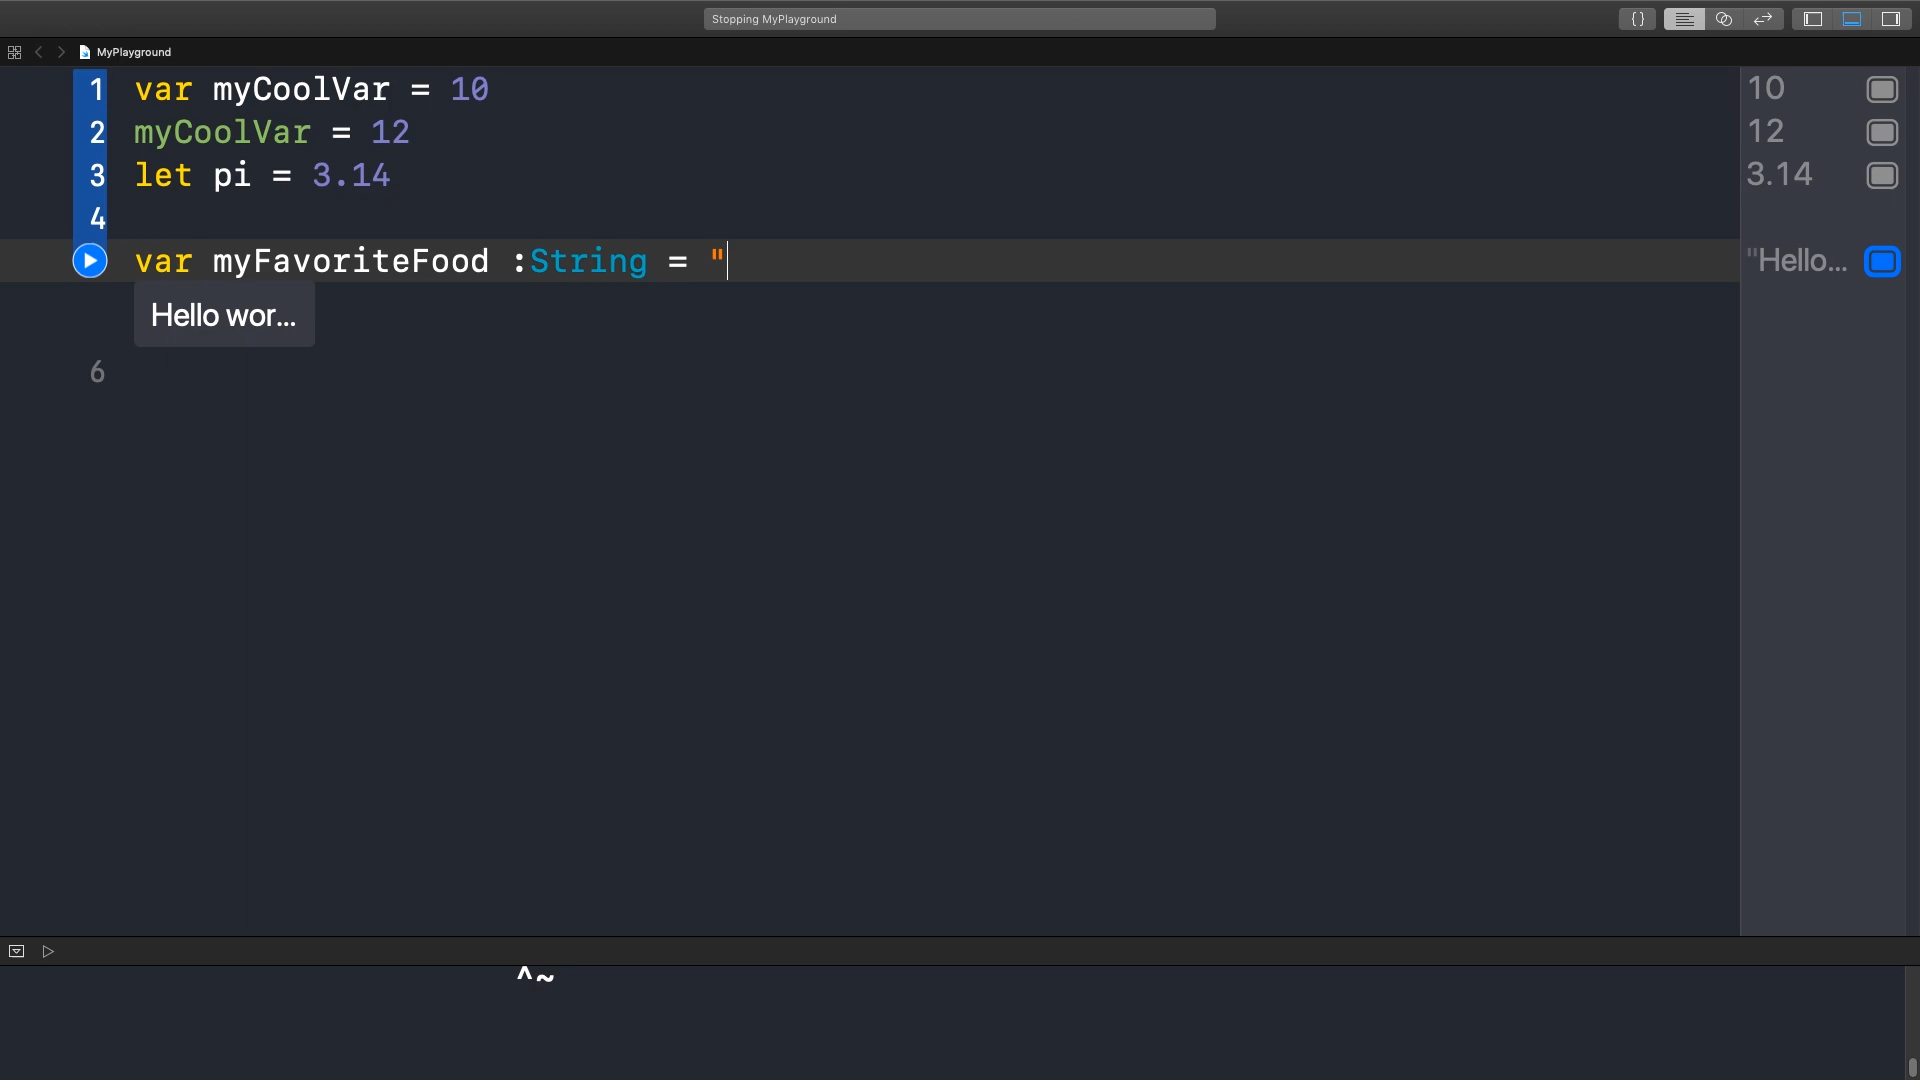 Stopping MyPlayground
{}
MyPlayground
1 var myCoolVar = 10
10
2 myCoolVar = 12
12
3 let pi = 3.14
3.14
4
var myFavoriteFood :String = "
"Hello...
Hello wor...
6
^~